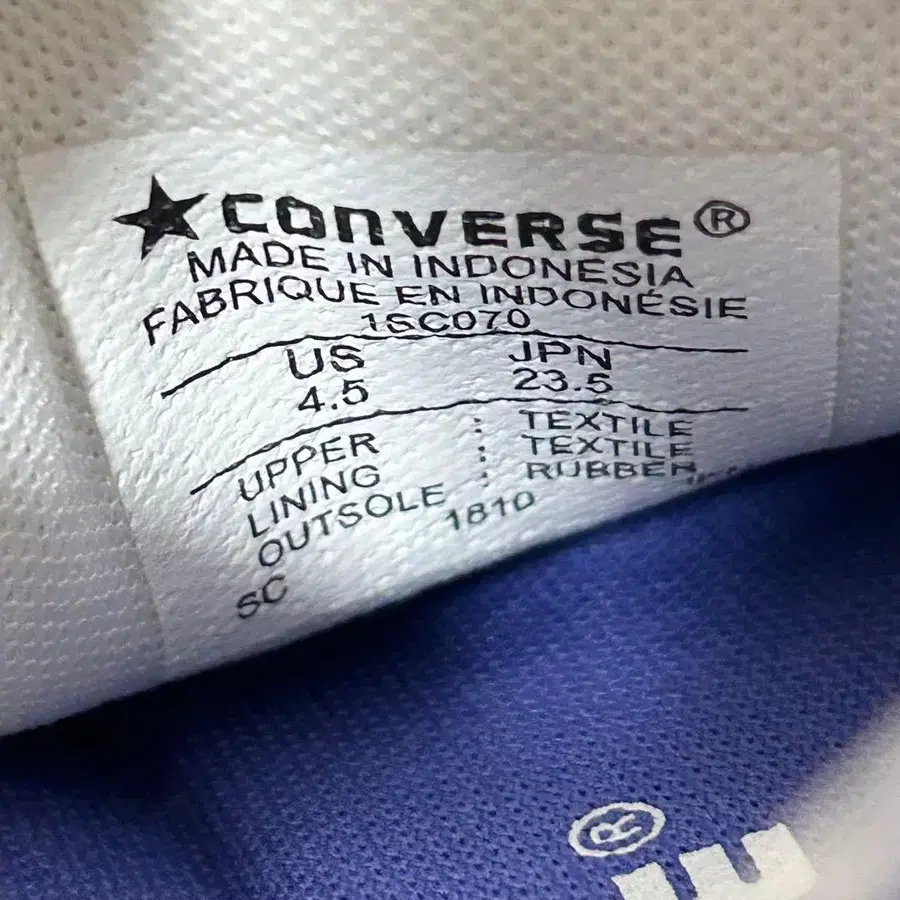 ★CONVERSE®
MADE IN INDONESIA
FABRIQUE EN INDONÉSIE
1SC070
US JPN
4.5 23.5
UPPER : TEXTILE
LINING : TEXTILE
OUTSOLE : RUBBER
SC 1810
®